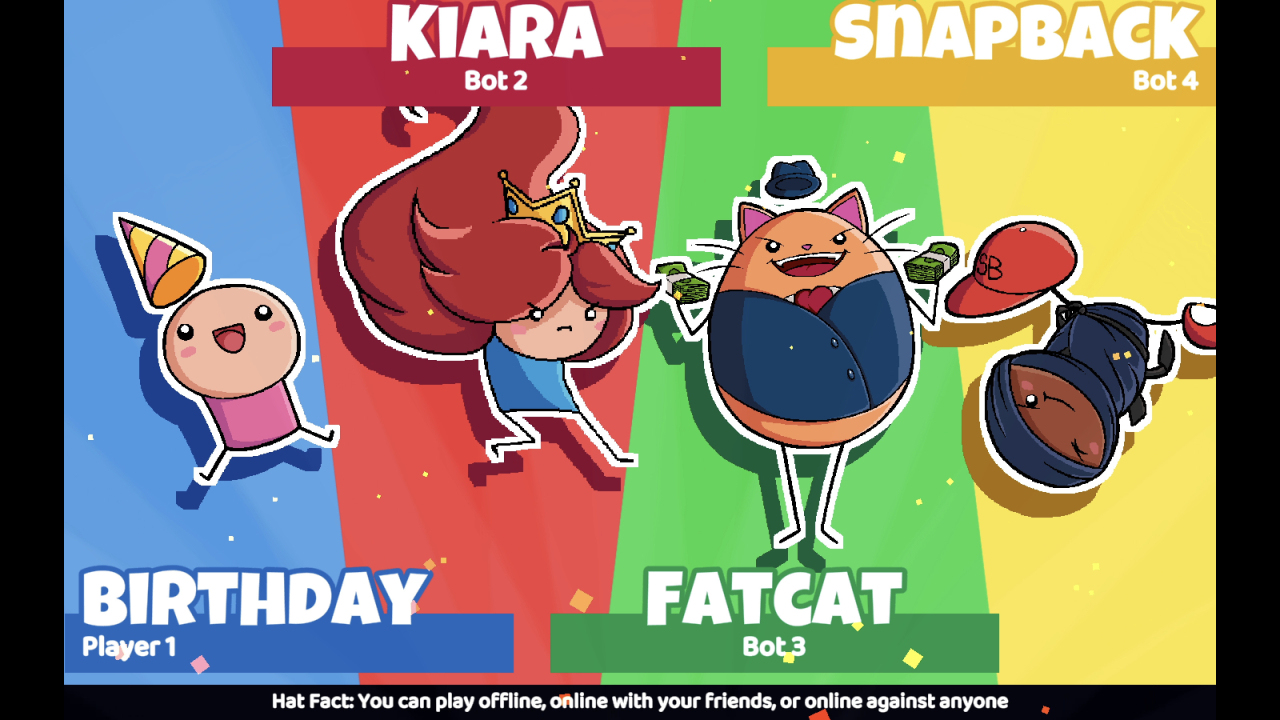 KIARA
Bot 2
SNAPBACK
Bot 4
SB
BIRTHDAY
Player 1
FATCAT
Bot 3
Hat Fact: You can play offline, online with your friends, or online against anyone